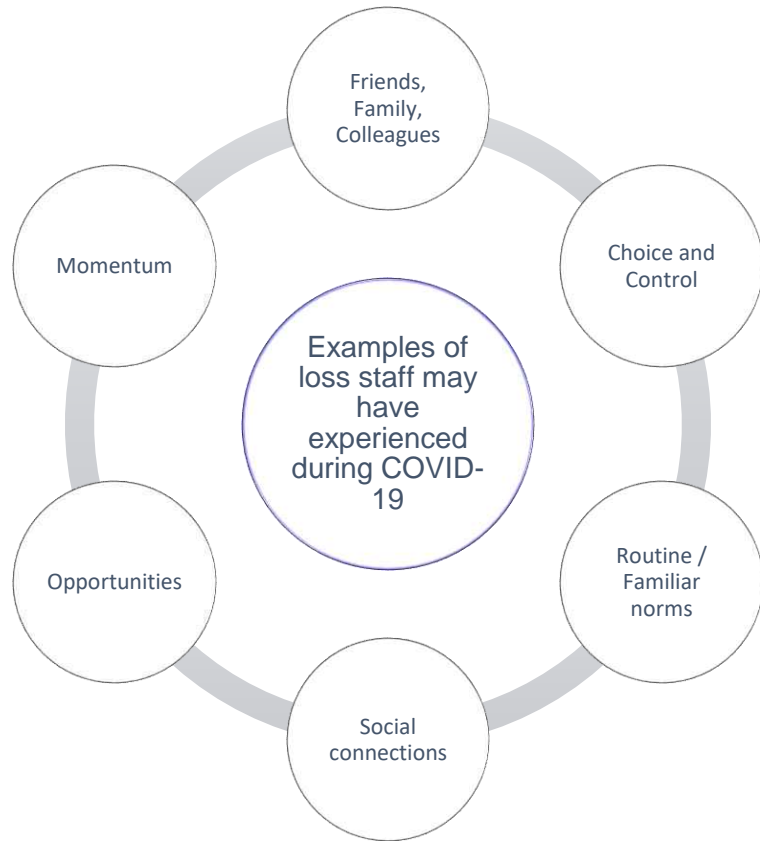 Friends,
Family,
Colleagues
Momentum
Choice and
Control
Examples of
loss staff may
have
experienced
during COVID-
19
Opportunities
Routine /
Familiar
norms
Social
connections